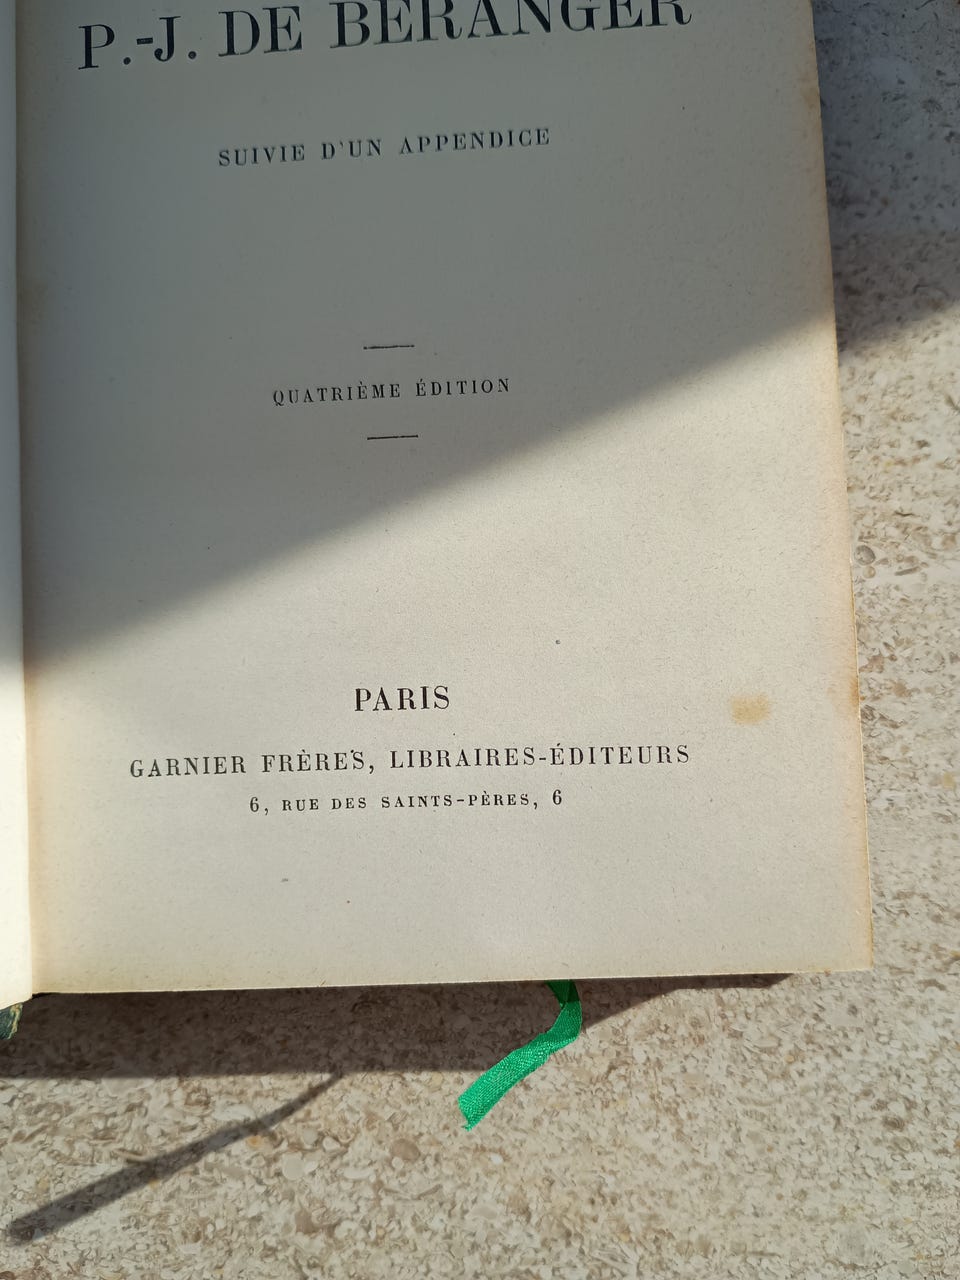 P.-J. DE BÉRANGER
SUIVIE D'UN APPENDICE
QUATRIÈME ÉDITION
PARIS
GARNIER FRÈRES, LIBRAIRES-ÉDITEURS
6, RUE DES SAINTS-PÈRES, 6